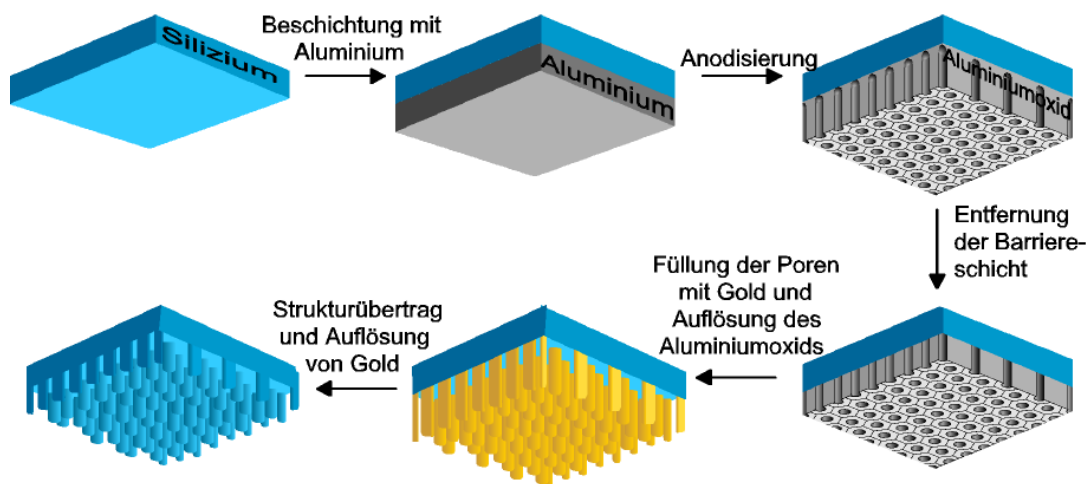 Silizium
Beschichtung mit
Aluminium
Aluminium
Anodisierung
Aluminiumoxid
Entfernung
der Barriere-
schicht
Füllung der Poren
mit Gold und
Auflösung des
Aluminiumoxids
Strukturübertrag
und Auflösung
von Gold